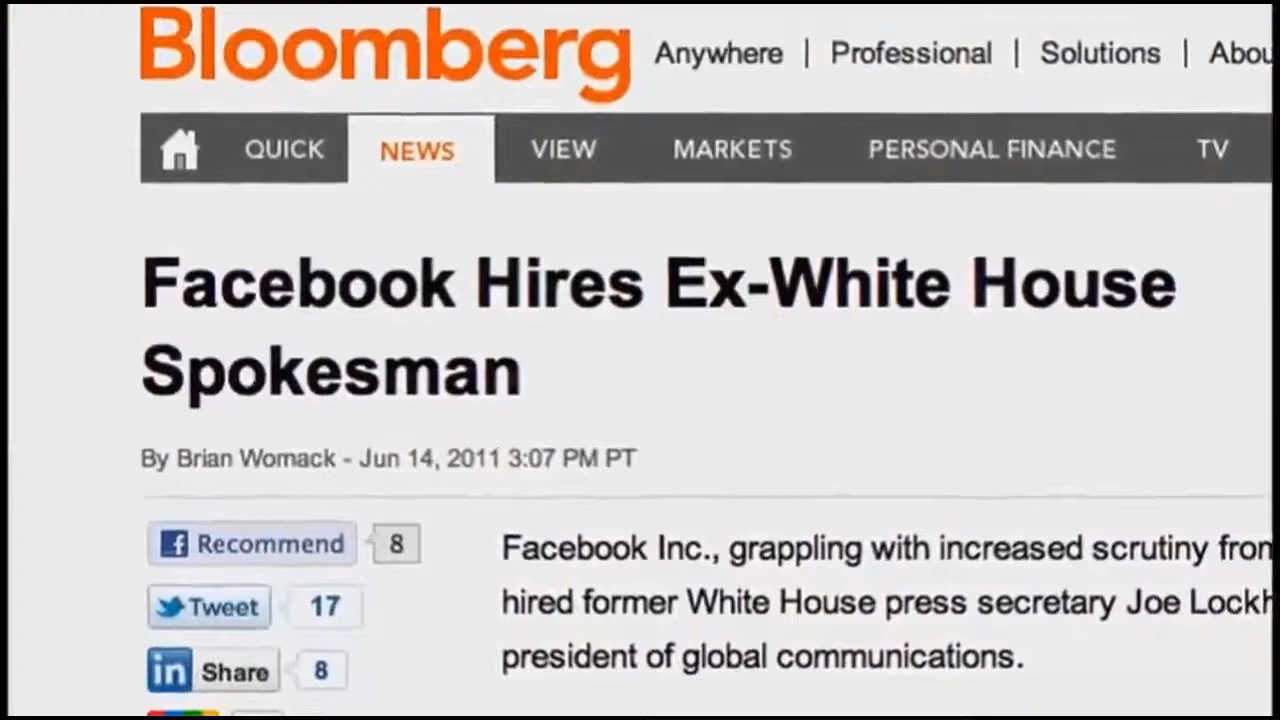 Bloomberg Anywhere | Professional | Solutions |
QUICK NEWS VIEW MARKETS PERSONAL FINANCE TV
Facebook Hires Ex-White House
Spokesman
By Brian Womack - Jun 14, 2011 3:07 PM PT
Recommend 8
Facebook Inc., grappling with increased scrutiny
Tweet 17
hired former White House press secretary Joe
in Share 8
president of global communications.